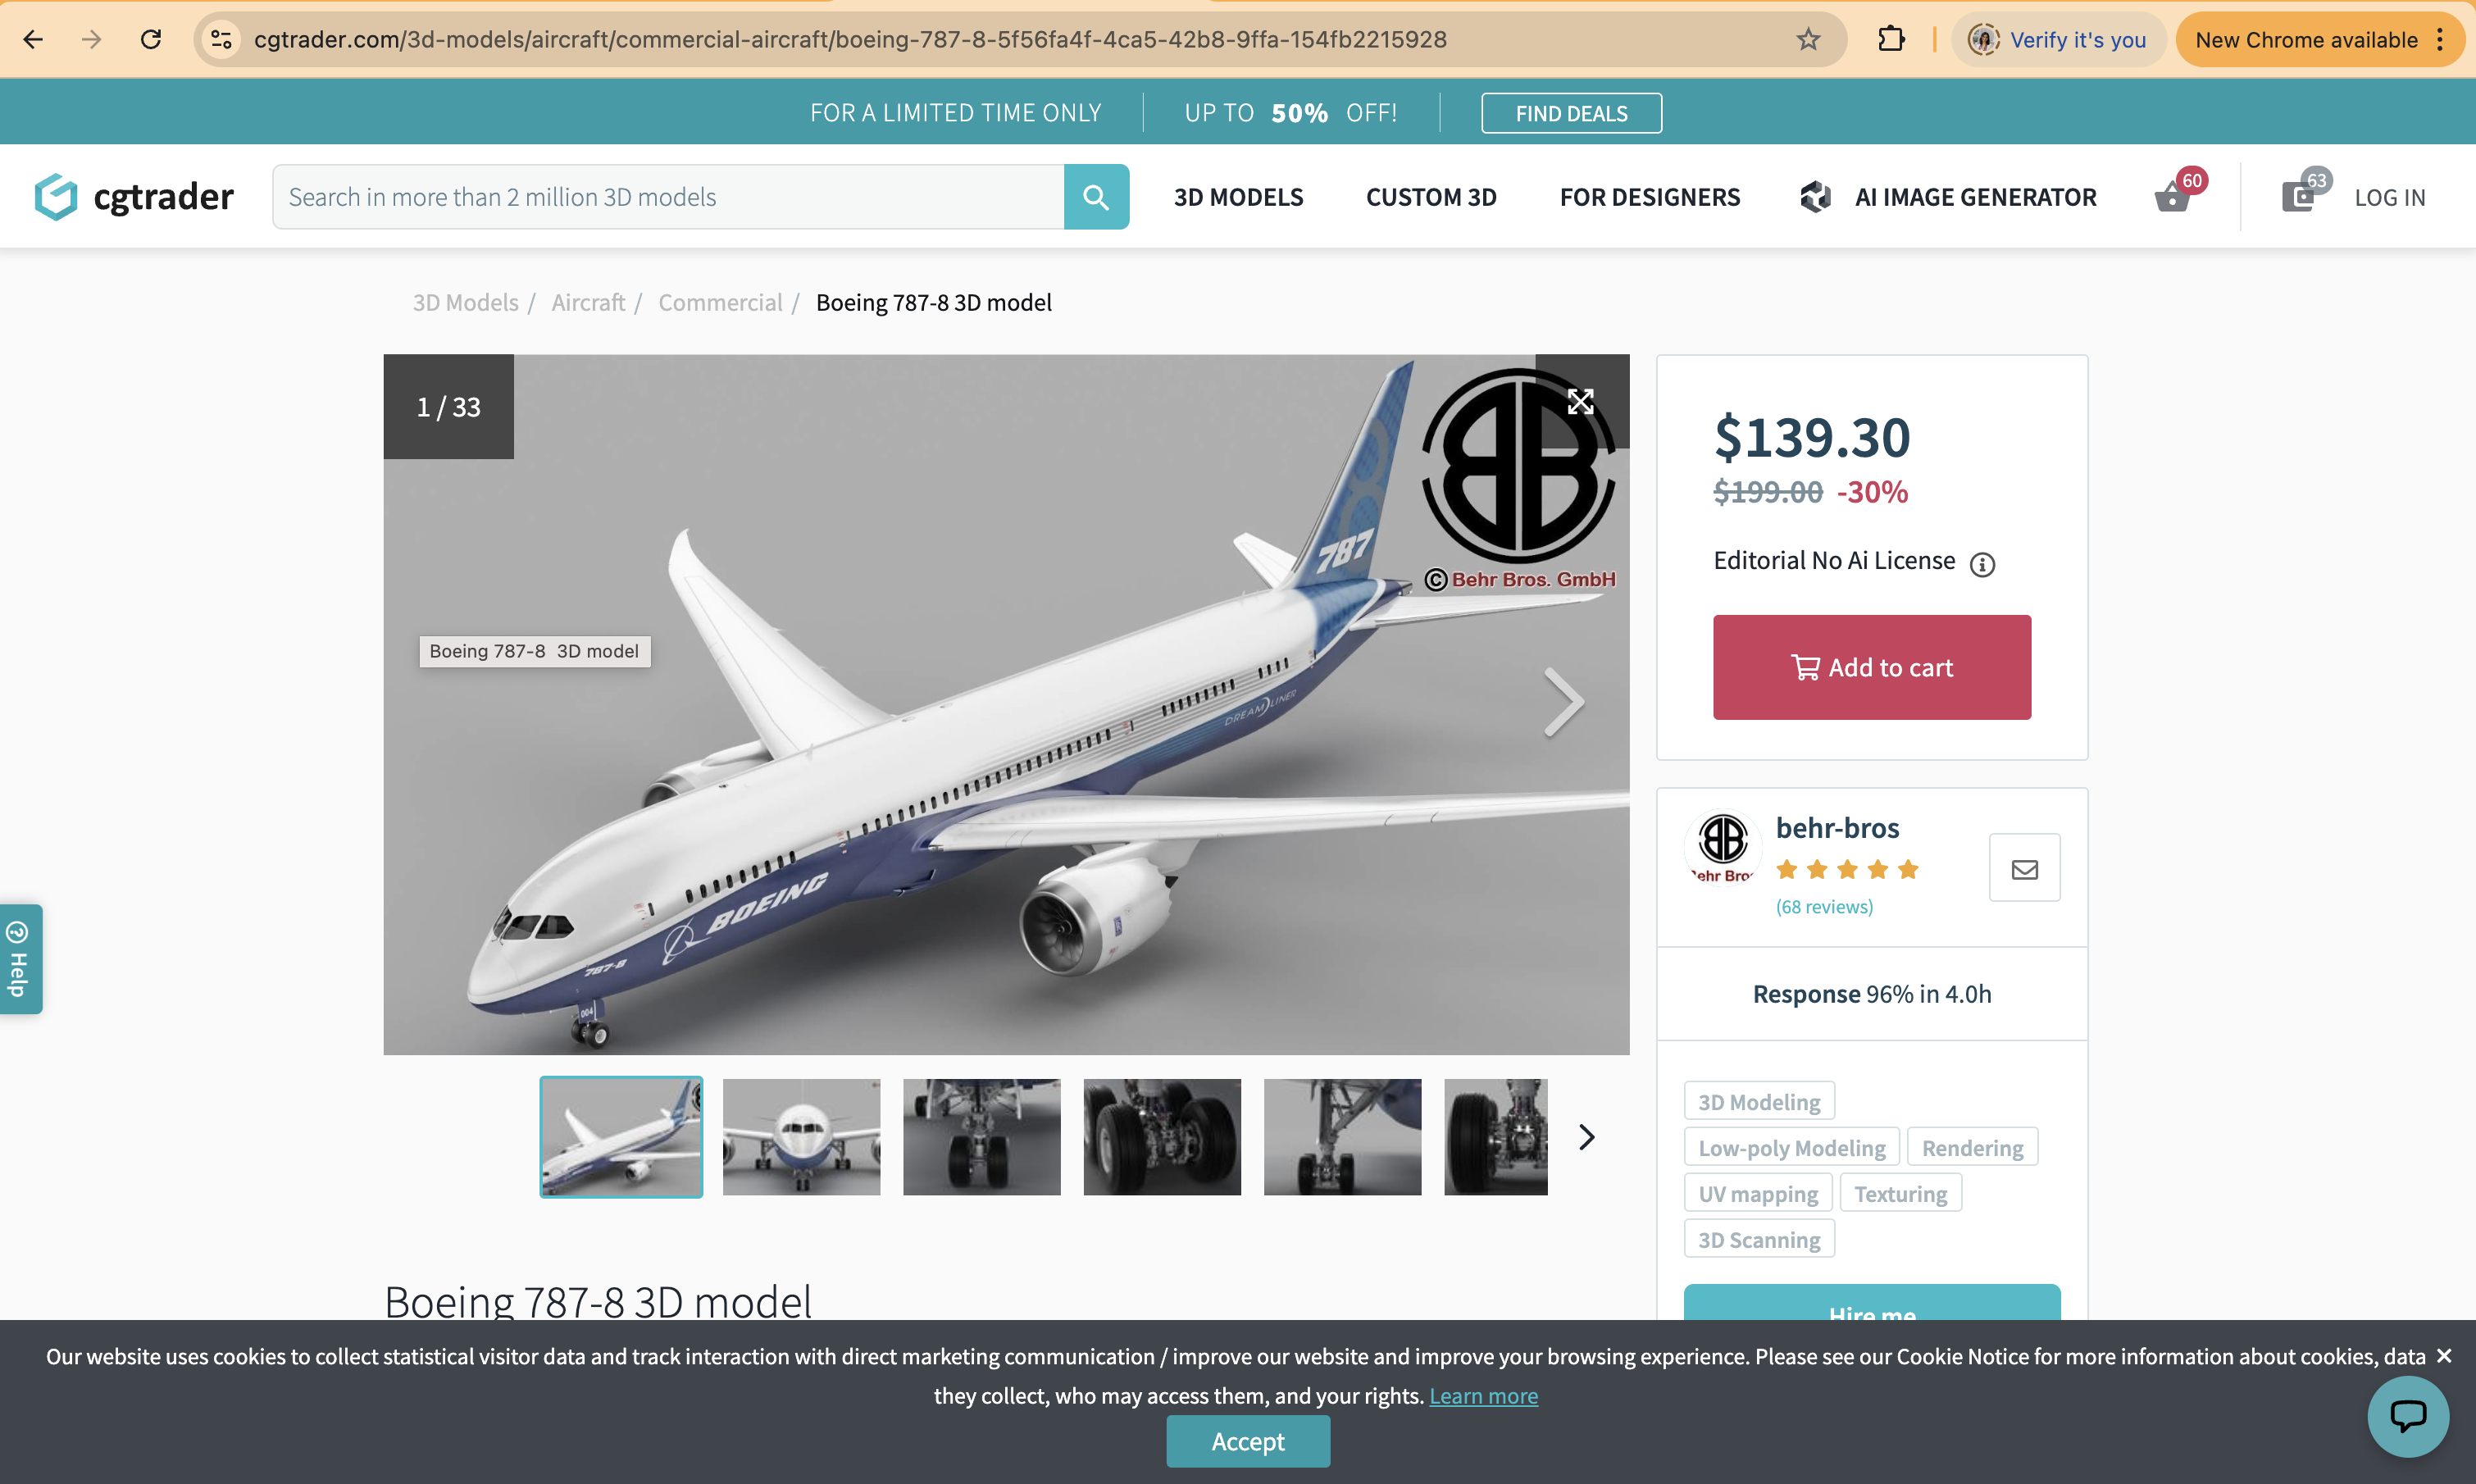 cgtrader.com/3d-models/aircraft/commercial-aircraft/boeing-787-8-5f56fa4f-4ca5-42b8-9ffa-154fb2215928
Verify it's you
New Chrome available
FOR A LIMITED TIME ONLY
UP TO 50% OFF!
FIND DEALS
cgtrader
Search in more than 2 million 3D models
3D MODELS
CUSTOM 3D
FOR DESIGNERS
AI IMAGE GENERATOR
60
63
LOG IN
3D Models / Aircraft / Commercial / Boeing 787-8 3D model
1 / 33
787
© Behr Bros. GmbH
Boeing 787-8 3D model
DREAMLINER
BOEING
787-8
004
$139.30
$199.00 -30%
Editorial No Ai License
Add to cart
behr-bros
Behr Bro
(68 reviews)
Response 96% in 4.0h
3D Modeling
Low-poly Modeling
Rendering
UV mapping
Texturing
3D Scanning
Hire me
Help
Boeing 787-8 3D model
Our website uses cookies to collect statistical visitor data and track interaction with direct marketing communication / improve our website and improve your browsing experience. Please see our Cookie Notice for more information about cookies, data
they collect, who may access them, and your rights. Learn more
Accept